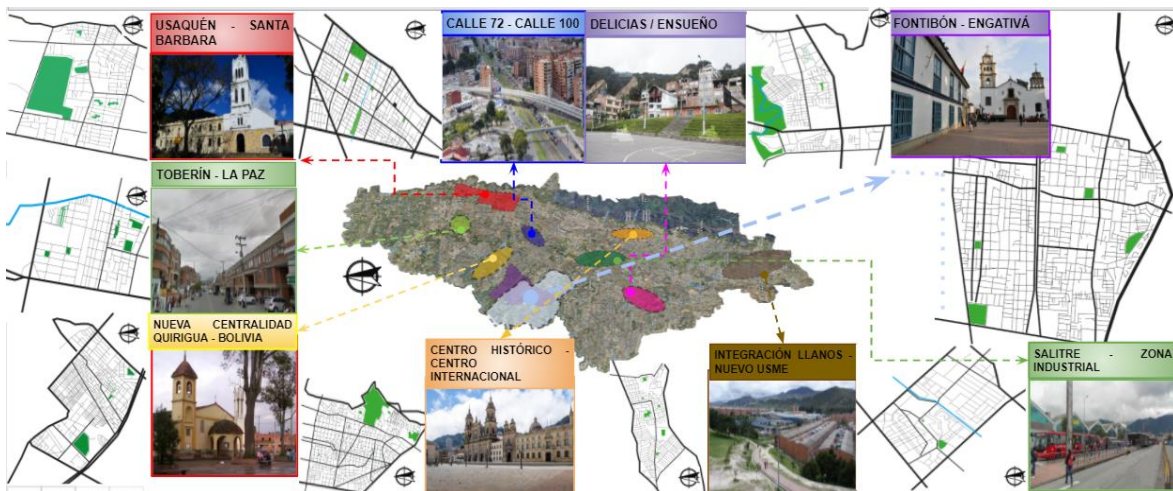 USAQUÉN - SANTA
BARBARA
CALLE 72 - CALLE 100
DELICIAS / ENSUEÑO
FONTIBÓN - ENGATIVÁ
TOBERÍN - LA PAZ
NUEVA CENTRALIDAD
QUIRIGUA - BOLIVIA
CENTRO HISTÓRICO -
CENTRO
INTERNACIONAL
INTEGRACIÓN LLANOS -
NUEVO USME
SALITRE - ZONA
INDUSTRIAL